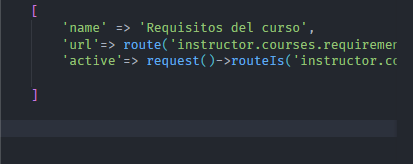 [
'name' => 'Requisitos del curso',
'url'=> route('instructor.courses.requiremen
'active'=> request()->routeIs('instructor.co
]